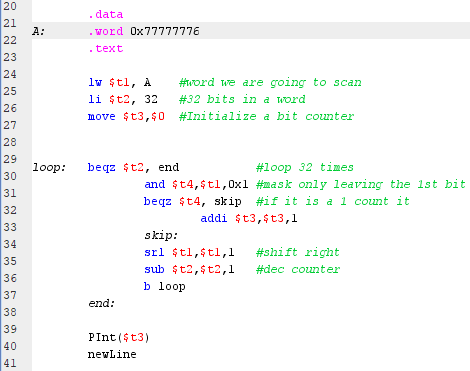 20 .data
21 A: .word 0x77777776
22 .text
23
24 lw $t1, A #word we are going to scan
25 li $t2, 32 #32 bits in a word
26 move $t3,$0 #Initialize a bit counter
27
28
29 loop: beqz $t2, end #loop 32 times
30 and $t4,$t1,0x1 #mask only leaving the 1st bit
31 beqz $t4, skip #if it is a 1 count it
32 addi $t3,$t3,1
33 skip:
34 srl $t1,$t1,1 #shift right
35 sub $t2,$t2,1 #dec counter
36 b loop
37 end:
38
39 PInt($t3)
40 newLine
41